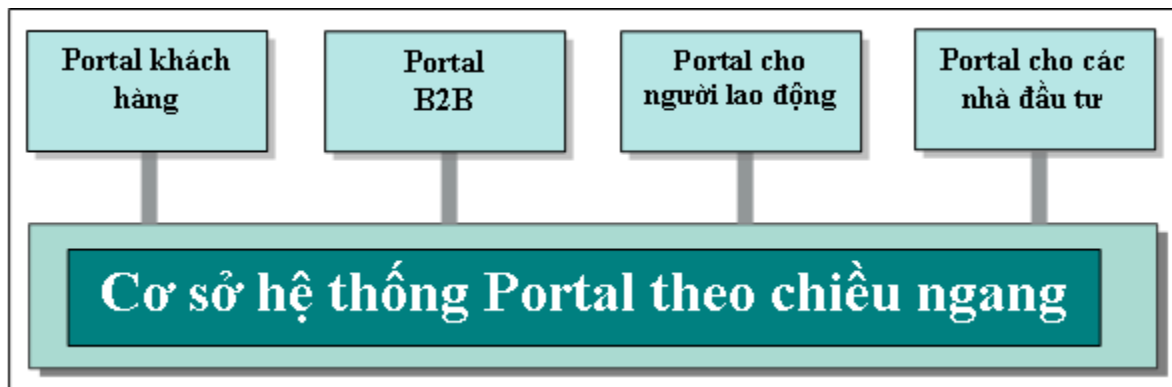 Portal khách
hàng
Portal
B2B
Portal cho
người lao động
Portal cho các
nhà đầu tư
Cơ sở hệ thống Portal theo chiều ngang